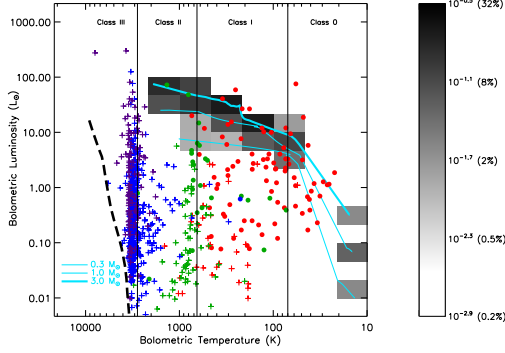 Class III Class II Class I Class 0
1000.00
100.00
10.00
1.00
0.10
0.01
Bolometric Luminosity (L⊙)
0.3 M⊙
1.0 M⊙
3.0 M⊙
10000 1000 100 10
Bolometric Temperature (K)
10^-0.5 (32%)
10^-1.1 (8%)
10^-1.7 (2%)
10^-2.3 (0.5%)
10^-2.9 (0.2%)